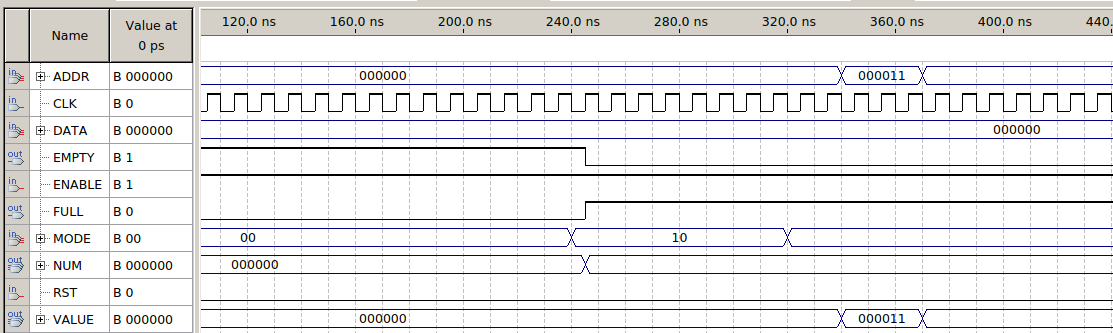 Name Value at 0 ps 120.0 ns 160.0 ns 200.0 ns 240.0 ns 280.0 ns 320.0 ns 360.0 ns 400.0 ns 440.
in ADDR B 000000 000000 000011
in CLK B 0
in DATA B 000000 000000
out EMPTY B 1
in ENABLE B 1
out FULL B 0
in MODE B 00 00 10
out NUM B 000000 000000
in RST B 0
out VALUE B 000000 000000 000011